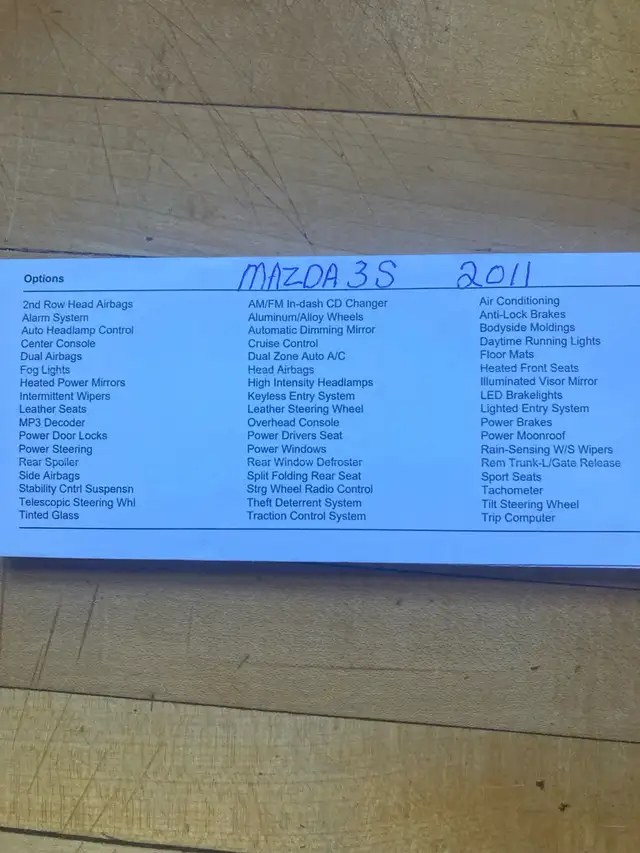 Options MAZDA 3S 2011
2nd Row Head Airbags AM/FM In-dash CD Changer Air Conditioning
Alarm System Aluminum/Alloy Wheels Anti-Lock Brakes
Auto Headlamp Control Automatic Dimming Mirror Bodyside Moldings
Center Console Cruise Control Daytime Running Lights
Dual Airbags Dual Zone Auto A/C Floor Mats
Fog Lights Head Airbags Heated Front Seats
Heated Power Mirrors High Intensity Headlamps Illuminated Visor Mirror
Intermittent Wipers Keyless Entry System LED Brakelights
Leather Seats Leather Steering Wheel Lighted Entry System
MP3 Decoder Overhead Console Power Brakes
Power Door Locks Power Drivers Seat Power Moonroof
Power Steering Power Windows Rain-Sensing W/S Wipers
Rear Spoiler Rear Window Defroster Rem Trunk-L/Gate Release
Side Airbags Split Folding Rear Seat Sport Seats
Stability Cntrl Suspensn Strg Wheel Radio Control Tachometer
Telescopic Steering Whl Theft Deterrent System Tilt Steering Wheel
Tinted Glass Traction Control System Trip Computer